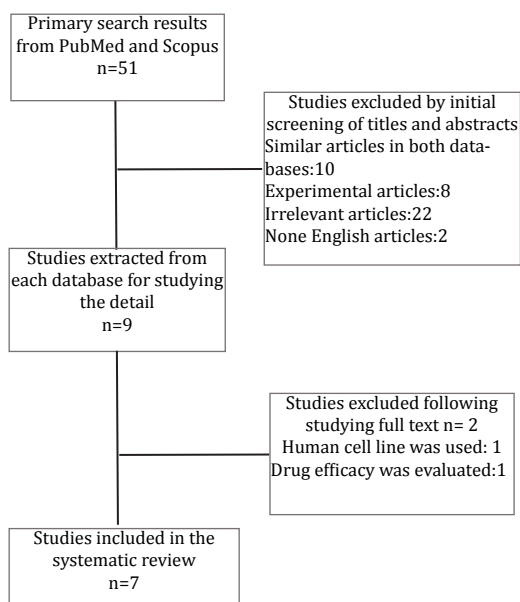 Primary search results
from PubMed and Scopus
n=51
Studies excluded by initial
screening of titles and abstracts
Similar articles in both data-
bases:10
Experimental articles:8
Irrelevant articles:22
None English articles:2
Studies extracted from
each database for studying
the detail
n=9
Studies excluded following
studying full text n= 2
Human cell line was used: 1
Drug efficacy was evaluated:1
Studies included in the
systematic review
n=7